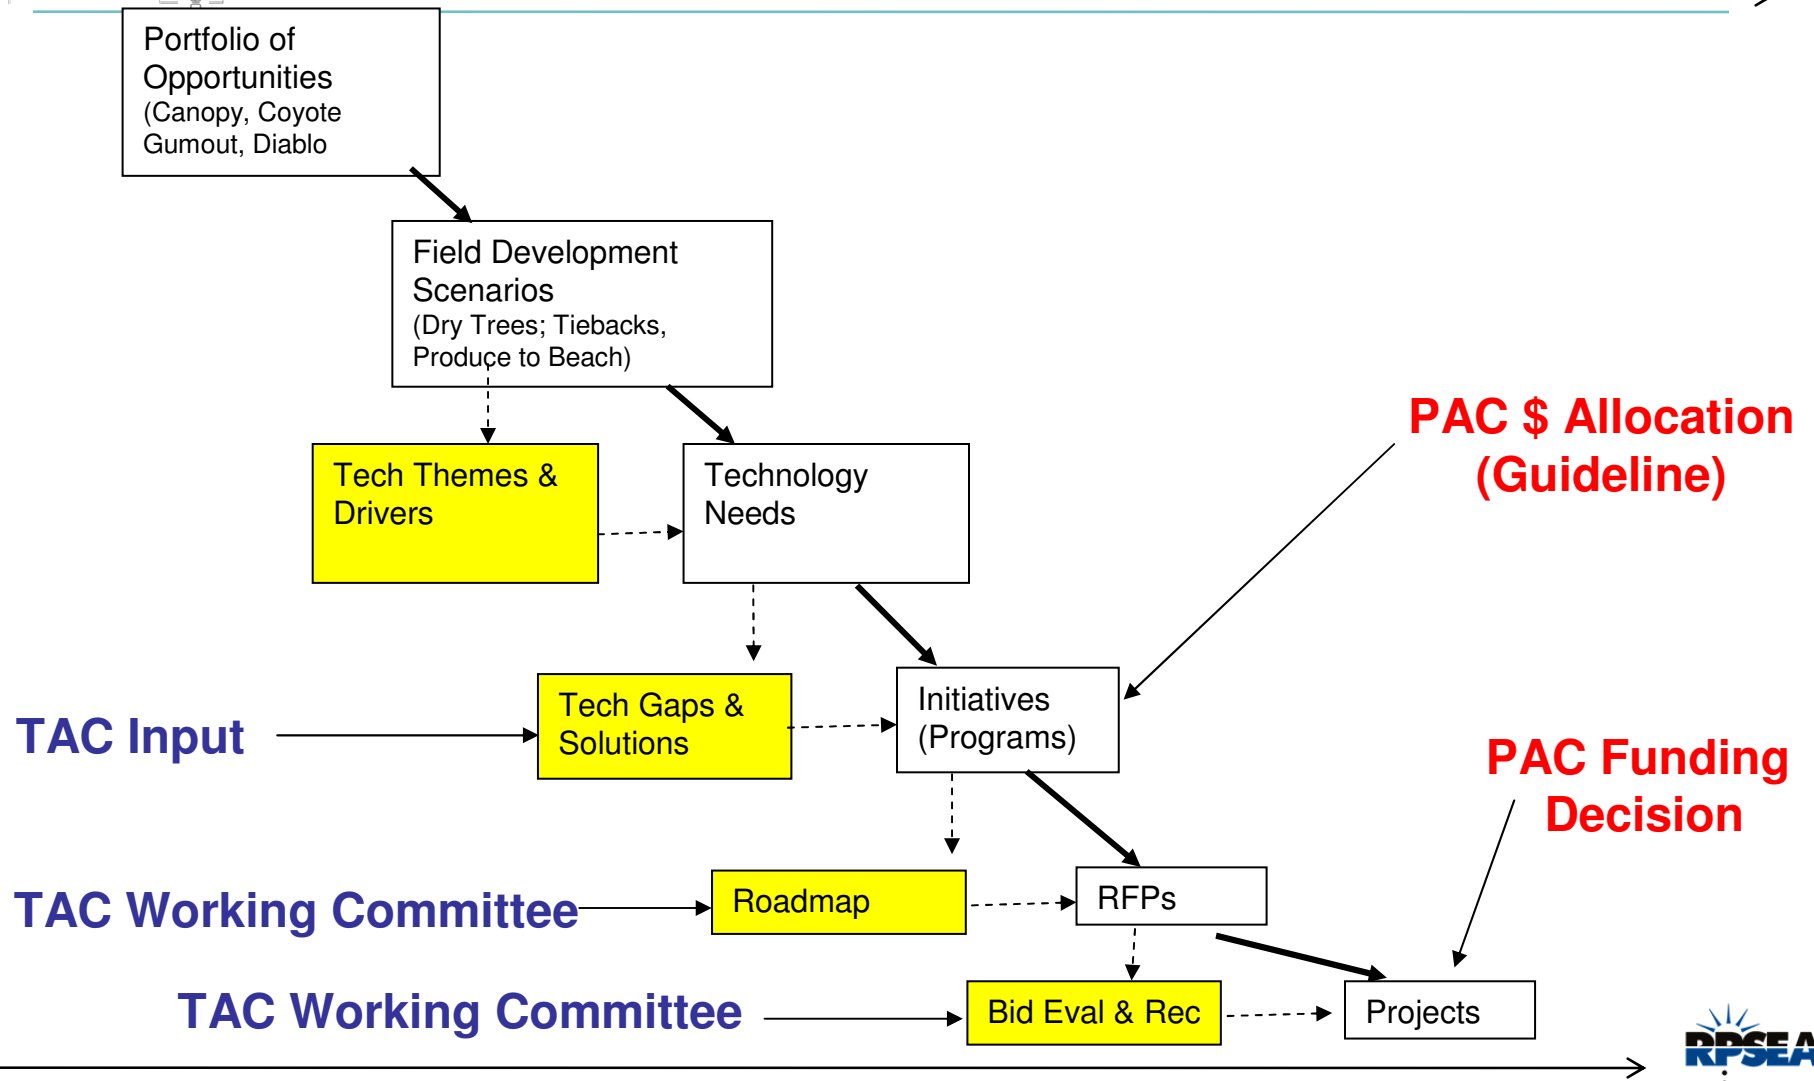 Portfolio of
Opportunities
(Canopy, Coyote
Gumout, Diablo
Field Development
Scenarios
(Dry Trees; Tiebacks,
Produce to Beach)
PAC $ Allocation
(Guideline)
Tech Themes &
Drivers
Technology
Needs
TAC Input
Tech Gaps &
Solutions
Initiatives
(Programs)
PAC Funding
Decision
TAC Working Committee
Roadmap
RFPs
TAC Working Committee
Bid Eval & Rec
Projects
RPSEA